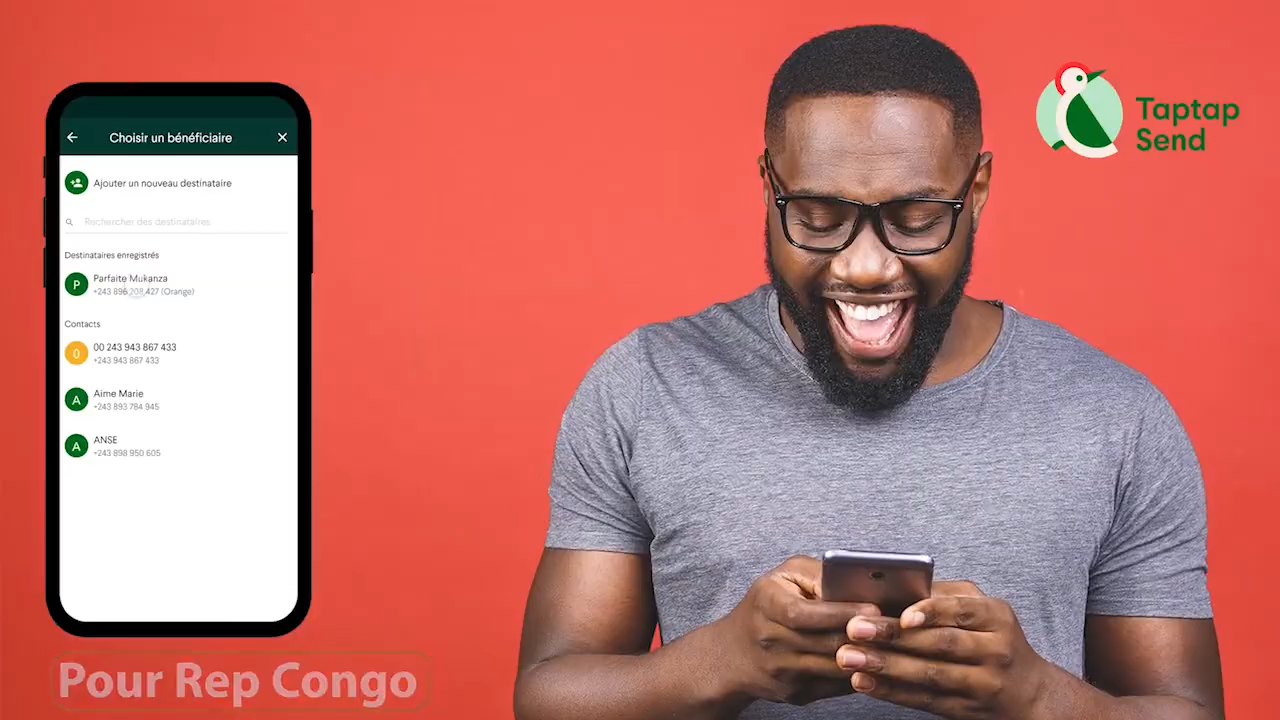 Choisir un bénéficiaire
Ajouter un nouveau destinataire
Rechercher des destinataires
Destinataires enregistrés
P
Parfaite Mukanza
+243 896 208 427 (Orange)
Contacts
0
00 243 943 867 433
+243 943 867 433
A
Aime Marie
+243 893 784 945
A
ANSE
+243 898 950 605
Taptap
Send
Pour Rep Congo